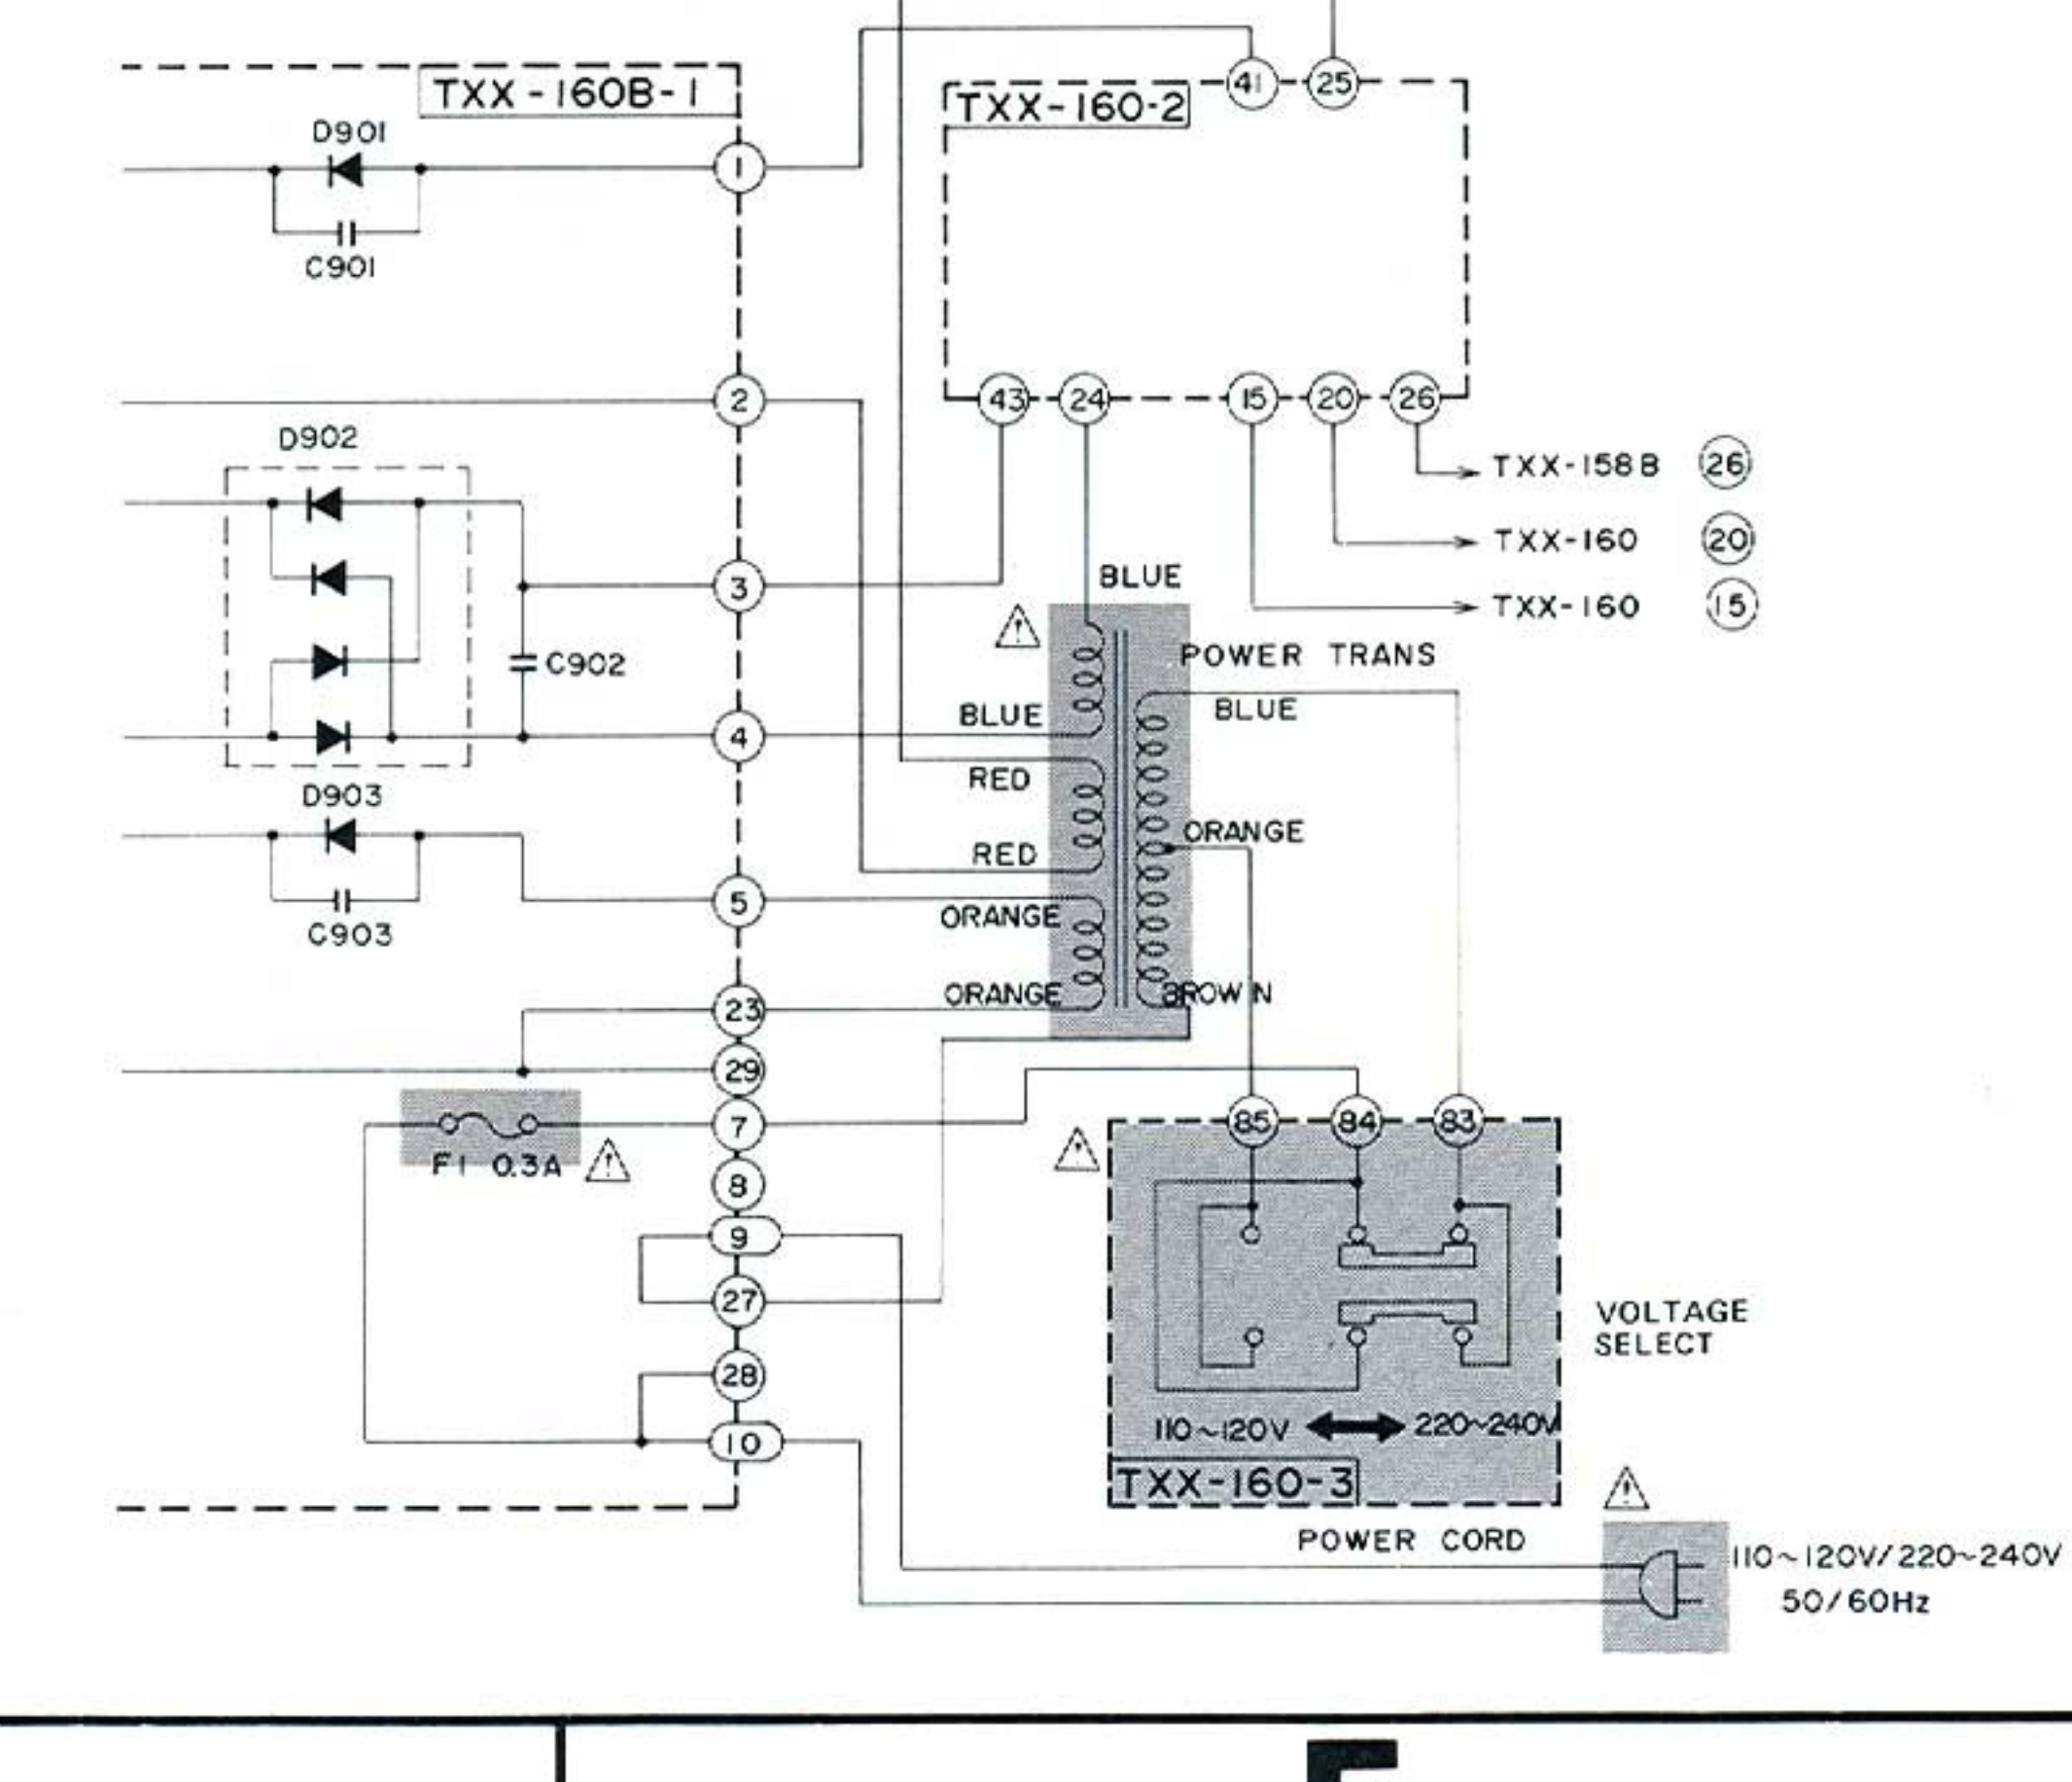 TXX-160B-1
D901
C901
1
41
25
TXX-160-2
2
D902
43
24
15
20
26
TXX-158B 26
TXX-160 20
TXX-160 15
3
BLUE
C902
POWER TRANS
BLUE
BLUE
4
RED
D903
ORANGE
RED
5
ORANGE
C903
ORANGE
BROWN
23
29
7
F1 0.3A
85
84
83
8
9
27
VOLTAGE
SELECT
28
10
110~120V
220~240V
TXX-160-3
POWER CORD
110~120V/220~240V
50/60Hz